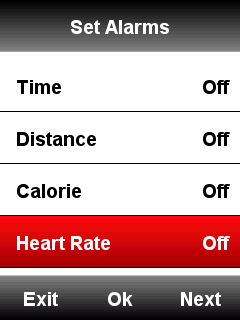 Set Alarms
Time Off
Distance Off
Calorie Off
Heart Rate Off
Exit Ok Next